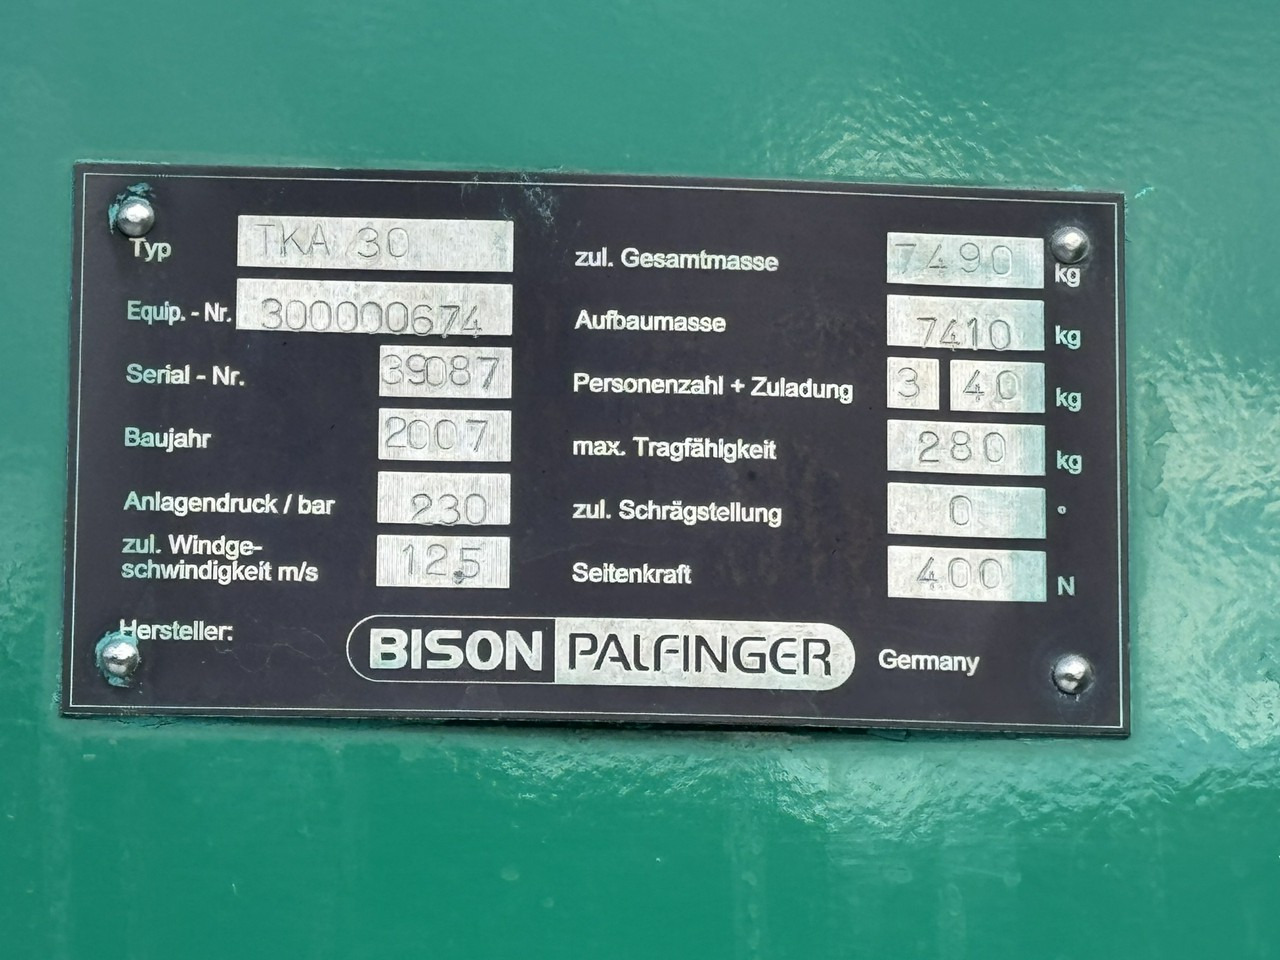 Typ TKA 30
Equip. - Nr. 300000674
Serial - Nr. 39087
Baujahr 2007
Anlagendruck / bar 230
zul. Windge-
schwindigkeit m/s 12,5
zul. Gesamtmasse 7490 kg
Aufbaumasse 7410 kg
Personenzahl + Zuladung 3 40 kg
max. Tragfähigkeit 280 kg
zul. Schrägstellung 0 °
Seitenkraft 400 N
Hersteller: BISON PALFINGER Germany